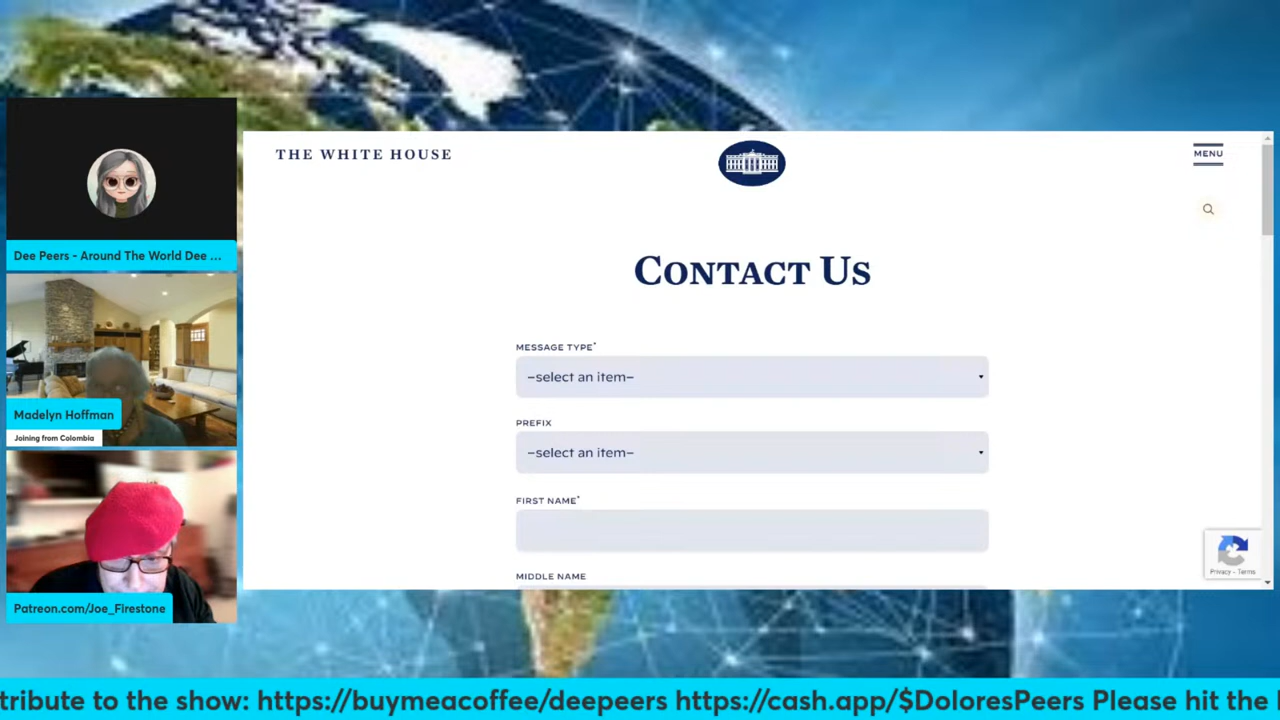 THE WHITE HOUSE
MENU
CONTACT US
MESSAGE TYPE*
–select an item–
PREFIX
–select an item–
FIRST NAME*
MIDDLE NAME
Privacy - Terms
Dee Peers - Around The World Dee ...
Madelyn Hoffman
Joining from Colombia
Patreon.com/Joe_Firestone
tribute to the show: https://buymeacoffee/deepeers https://cash.app/$DoloresPeers Please hit the